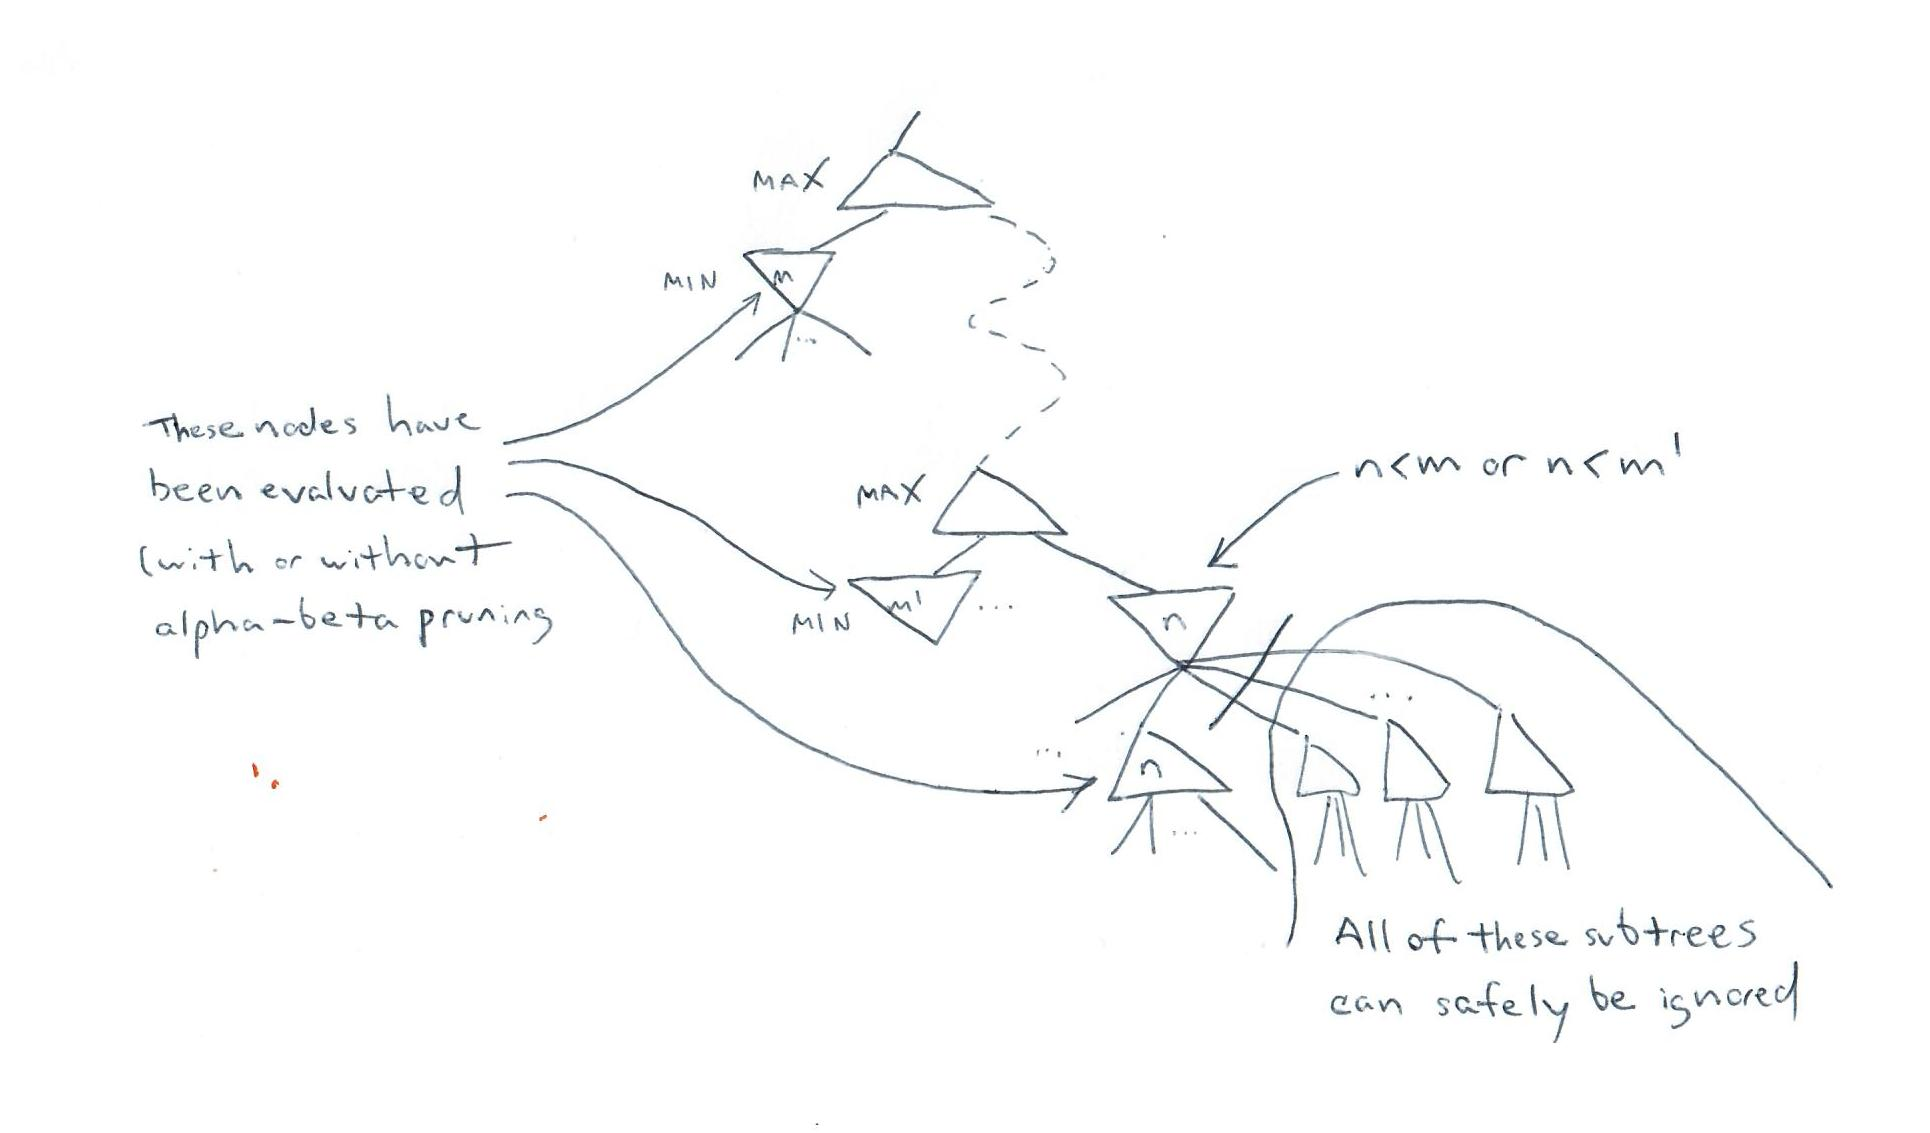 MAX
MIN
m
...
These nodes have
been evaluated
(with or without
alpha-beta pruning
MAX
n<m or n<m'
MIN
m'
...
n
...
...
n
...
All of these subtrees
can safely be ignored